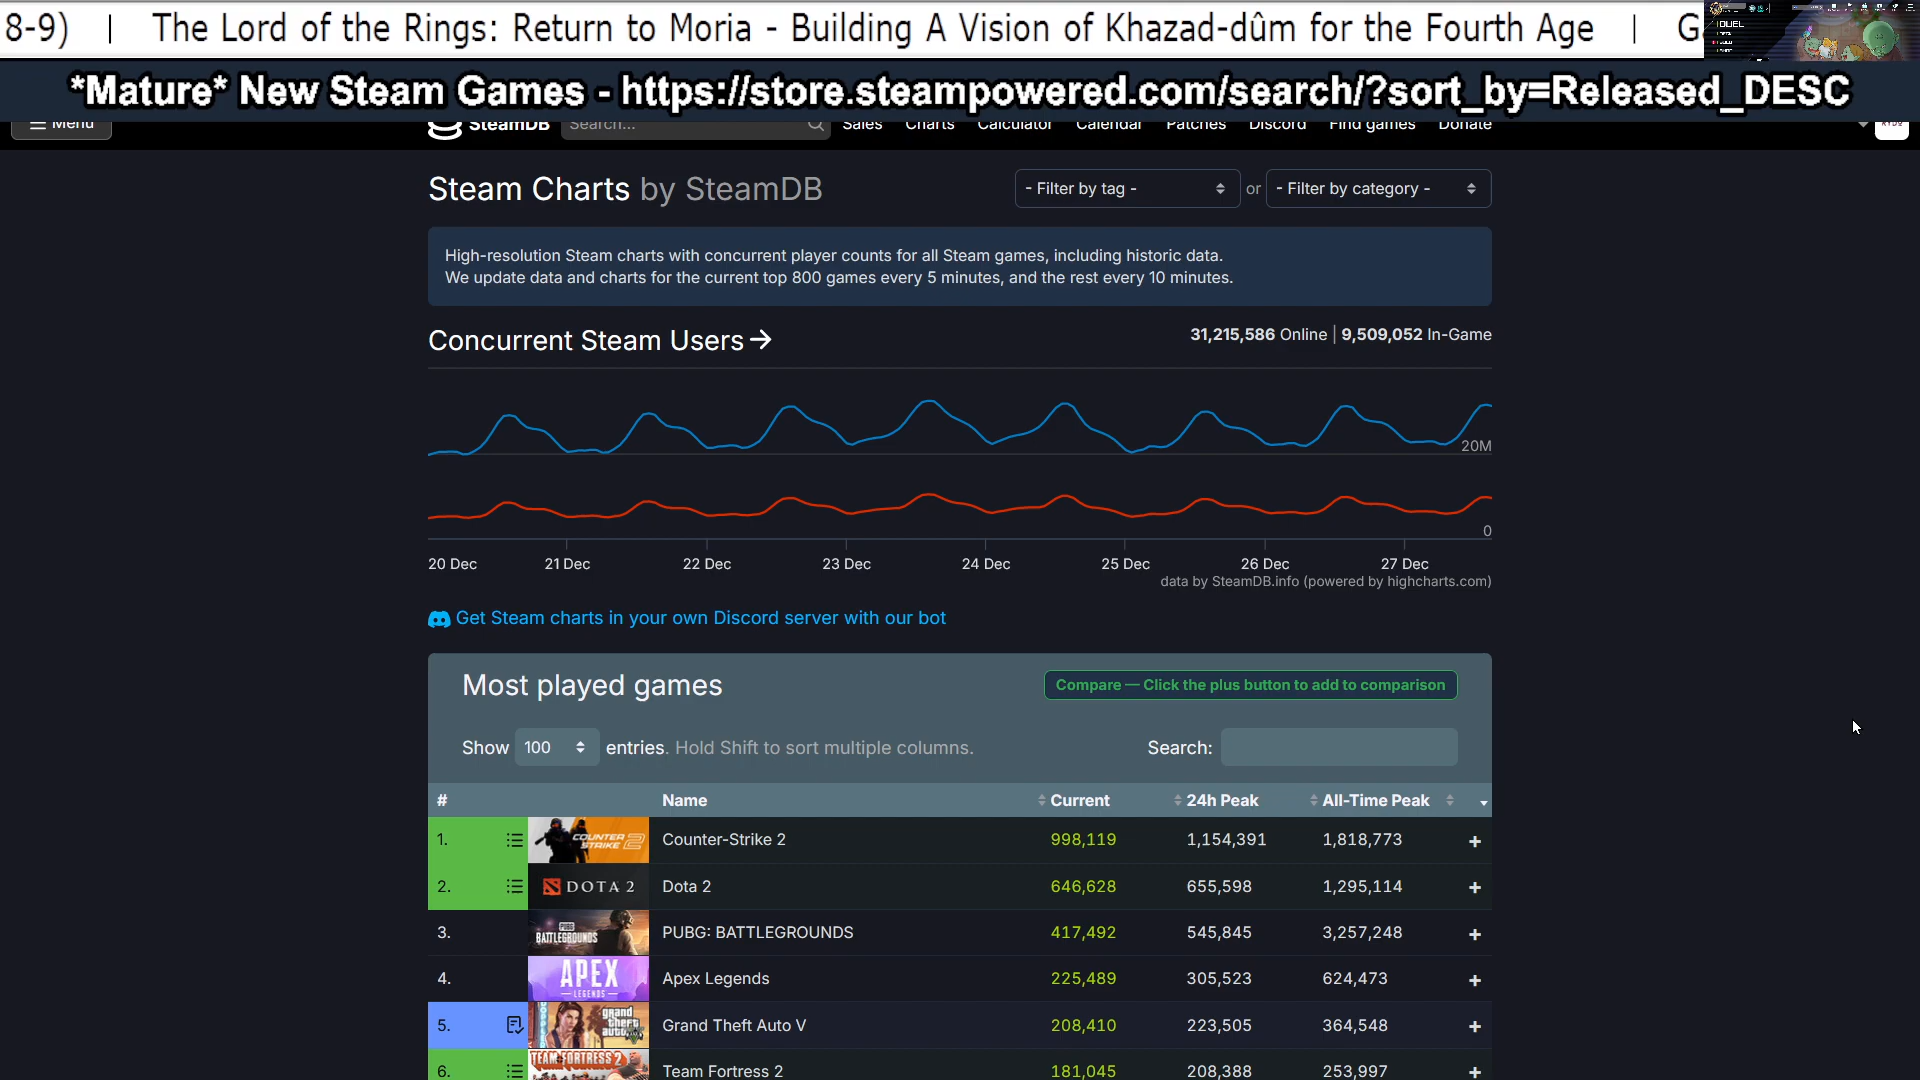 8-9) | The Lord of the Rings: Return to Moria - Building A Vision of Khazad-dûm for the Fourth Age |
*Mature* New Steam Games - https://store.steampowered.com/search/?sort_by=Released_DESC
Menu SteamDB Search... Sales Charts Calculator Calendar Patches Discord Find games Donate
Steam Charts by SteamDB - Filter by tag - or - Filter by category -
High-resolution Steam charts with concurrent player counts for all Steam games, including historic data.
We update data and charts for the current top 800 games every 5 minutes, and the rest every 10 minutes.
Concurrent Steam Users 31,215,586 Online | 9,509,052 In-Game
20M
0
20 Dec 21 Dec 22 Dec 23 Dec 24 Dec 25 Dec 26 Dec 27 Dec
data by SteamDB.info (powered by highcharts.com)
Get Steam charts in your own Discord server with our bot
Most played games Compare — Click the plus button to add to comparison
Show 100 entries. Hold Shift to sort multiple columns. Search:
# Name Current 24h Peak All-Time Peak
1. COUNTER STRIKE 2 Counter-Strike 2 998,119 1,154,391 1,818,773 +
2. DOTA 2 Dota 2 646,628 655,598 1,295,114 +
3. PUBG BATTLEGROUNDS PUBG: BATTLEGROUNDS 417,492 545,845 3,257,248 +
4. APEX LEGENDS Apex Legends 225,489 305,523 624,473 +
5. grand theft auto V Grand Theft Auto V 208,410 223,505 364,548 +
6. TEAM FORTRESS 2 Team Fortress 2 181,045 208,388 253,997 +